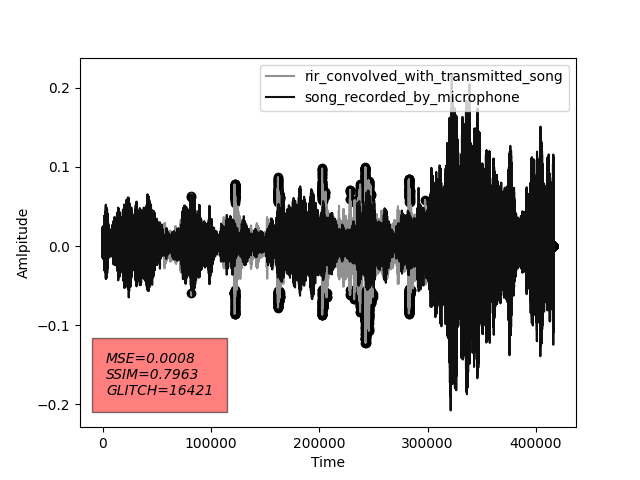 rir_convolved_with_transmitted_song
song_recorded_by_microphone
0.2
0.1
0.0
−0.1
−0.2
Amlpitude
MSE=0.0008
SSIM=0.7963
GLITCH=16421
0 100000 200000 300000 400000
Time